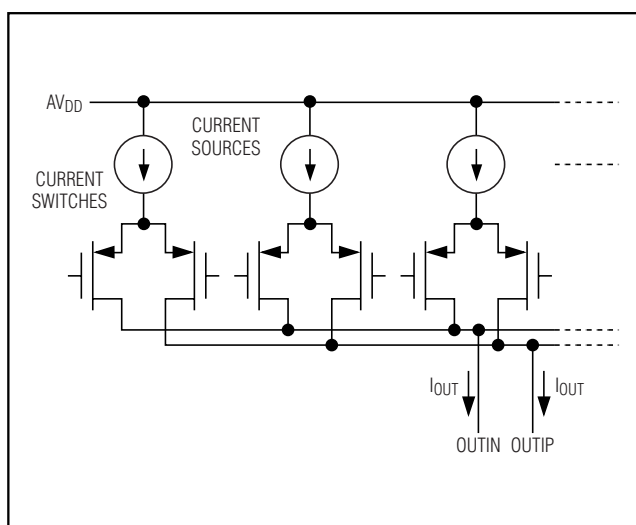 AVDD
CURRENT
SOURCES
CURRENT
SWITCHES
IOUT
IOUT
OUTIN
OUTIP